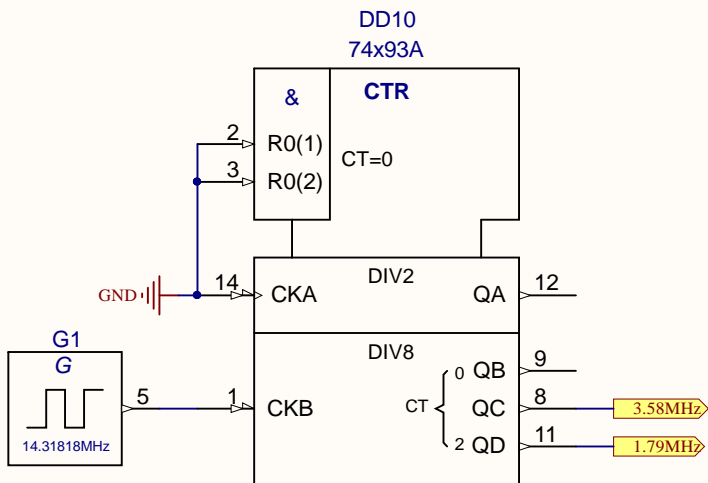 DD10
74x93A
& CTR
2 R0(1)
CT=0
3 R0(2)
DIV2
GND 14 CKA QA 12
G1
G
DIV8
0 QB 9
5 1 CKB CT QC 8 3.58MHz
14.31818MHz 2 QD 11 1.79MHz